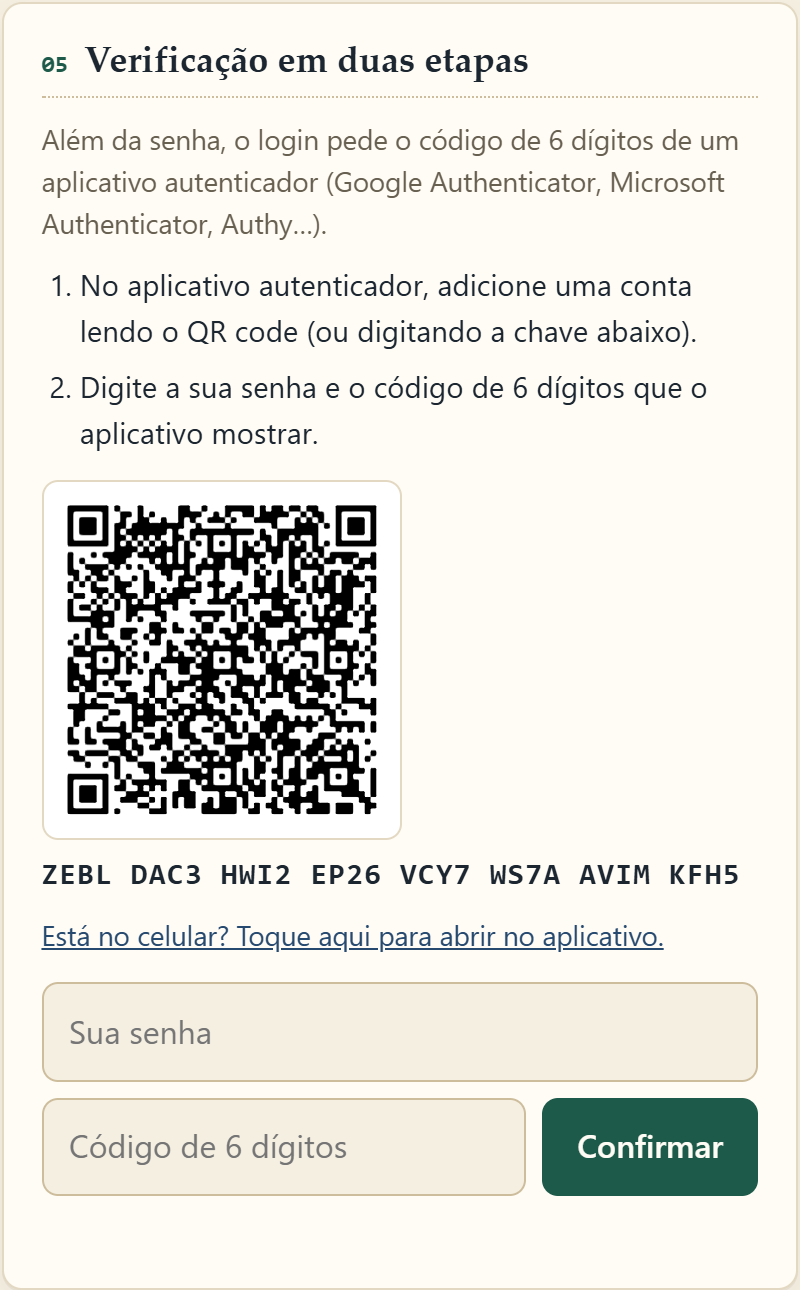 05 Verificação em duas etapas
Além da senha, o login pede o código de 6 dígitos de um
aplicativo autenticador (Google Authenticator, Microsoft
Authenticator, Authy...).
1. No aplicativo autenticador, adicione uma conta
lendo o QR code (ou digitando a chave abaixo).
2. Digite a sua senha e o código de 6 dígitos que o
aplicativo mostrar.
ZEBL DAC3 HWI2 EP26 VCY7 WS7A AVIM KFH5
Está no celular? Toque aqui para abrir no aplicativo.
Sua senha
Código de 6 dígitos
Confirmar